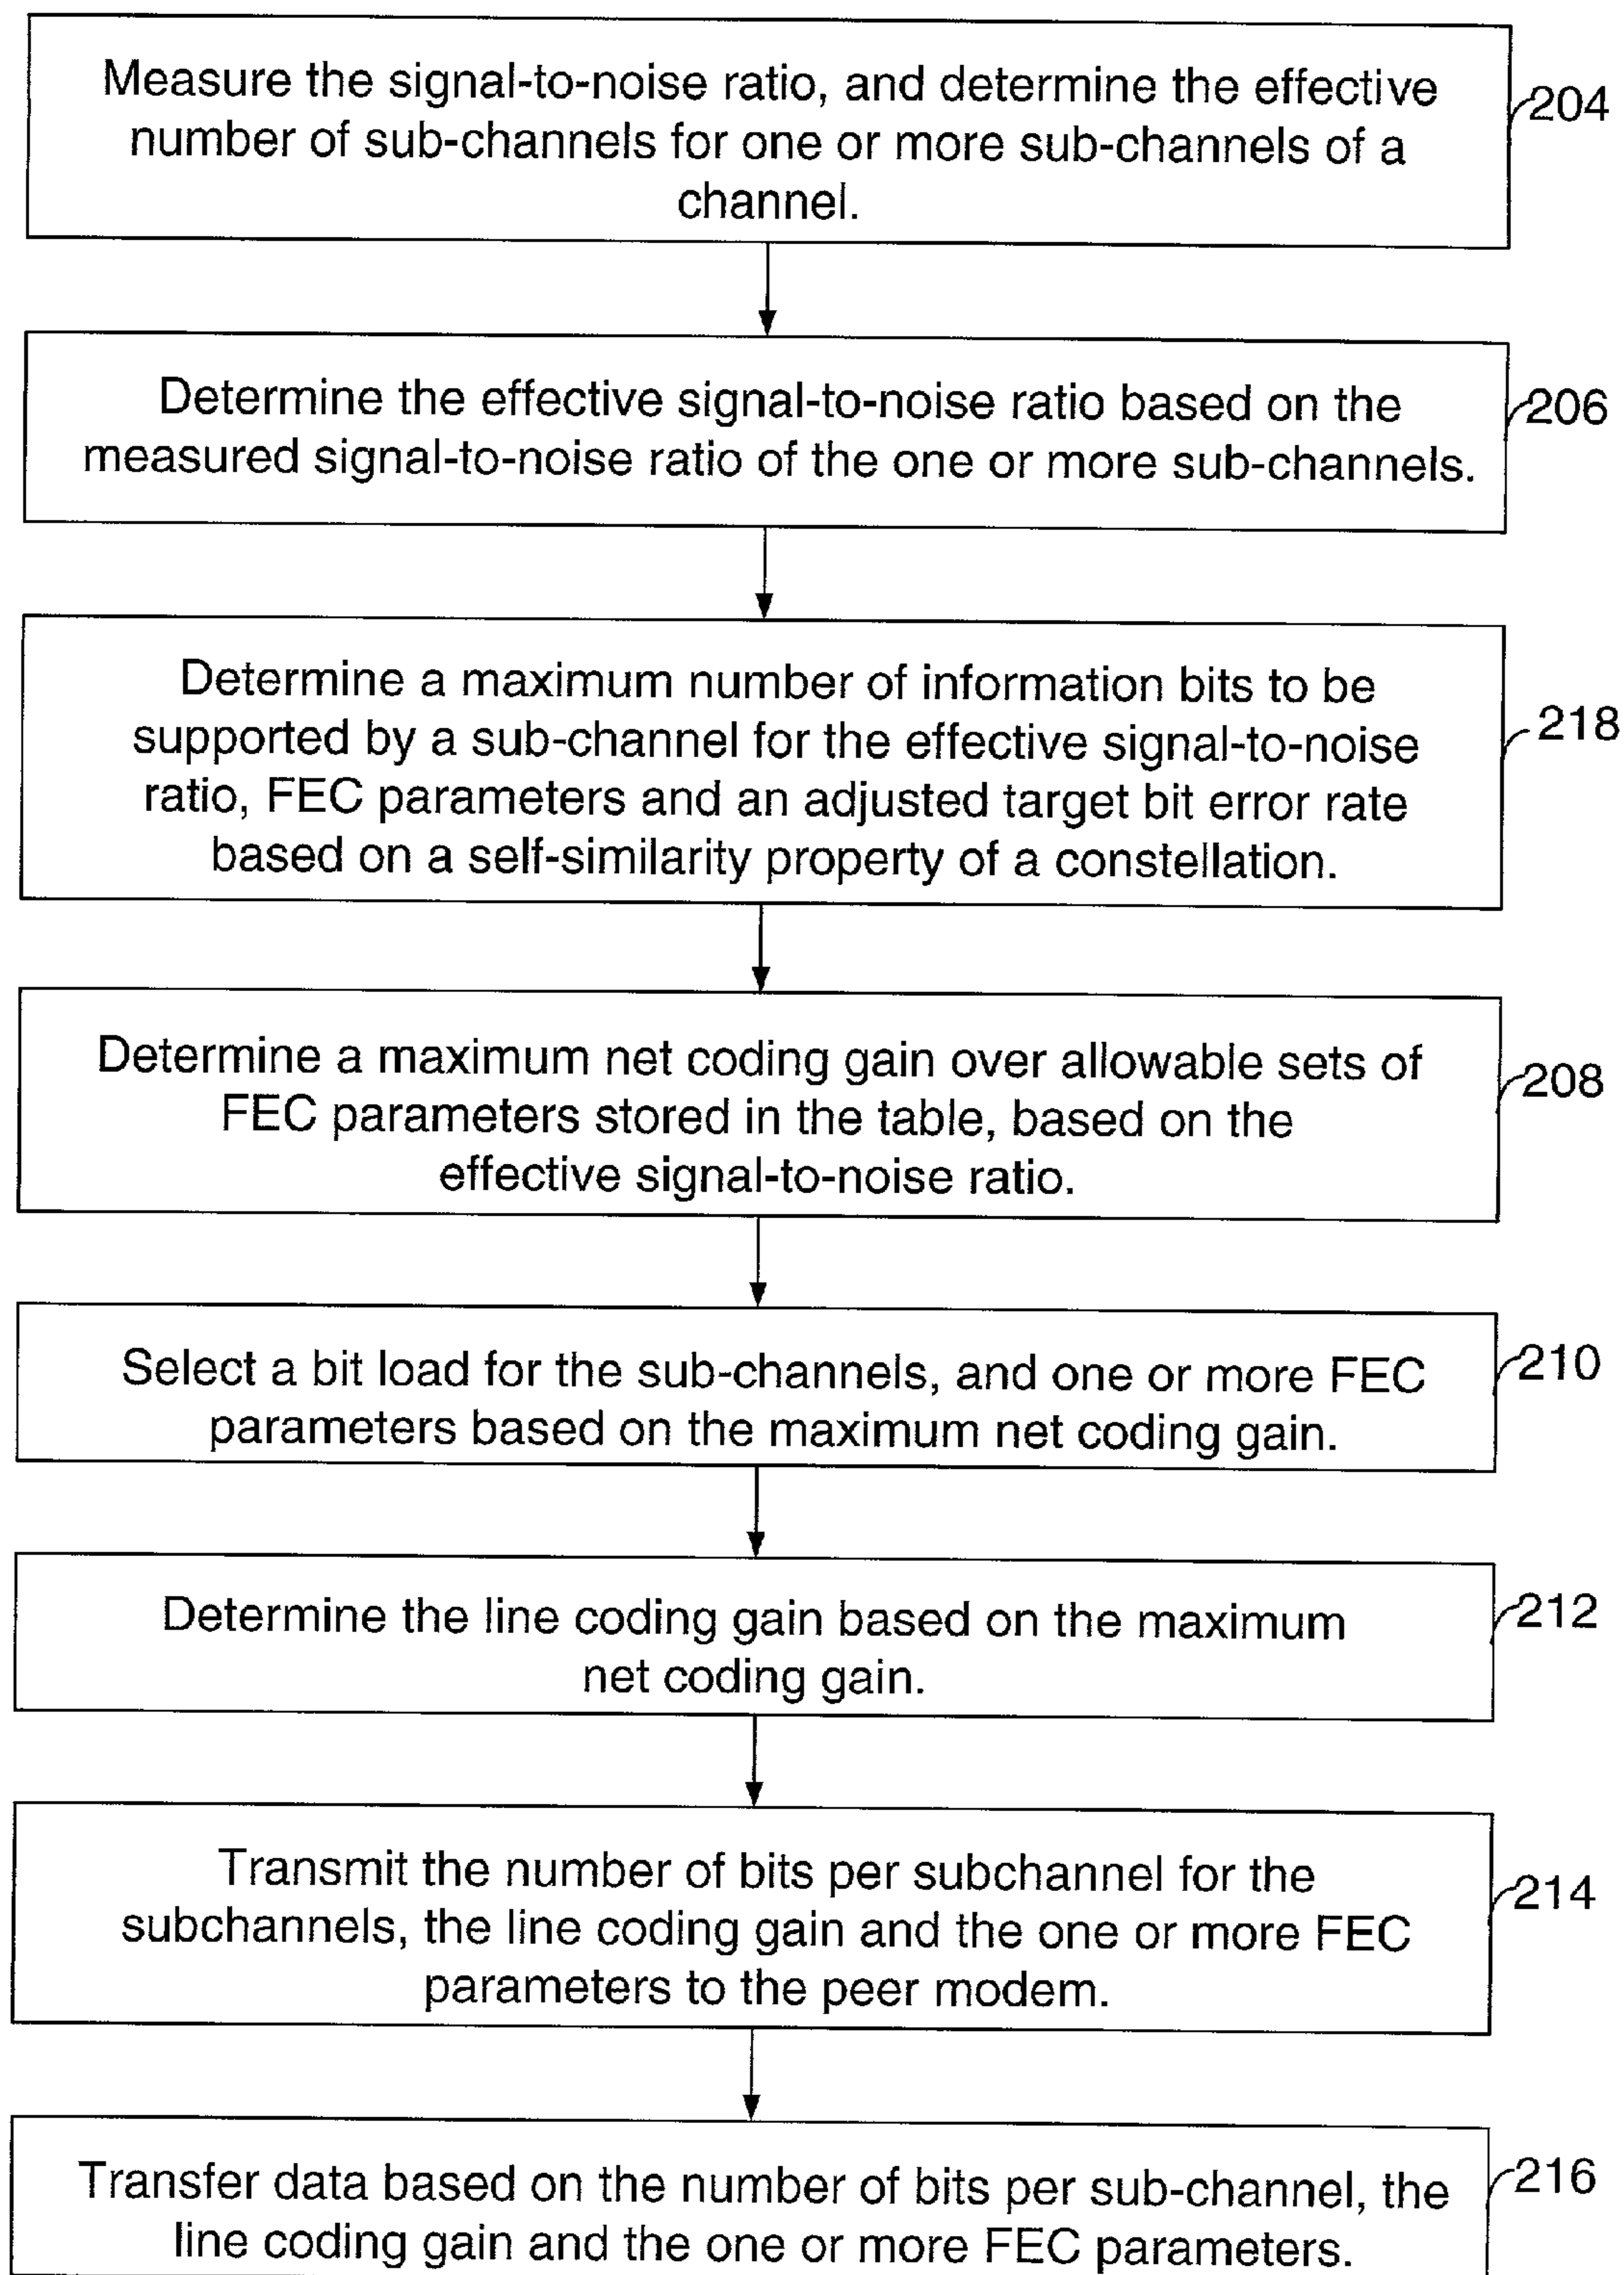 Measure the signal-to-noise ratio, and determine the effective
number of sub-channels for one or more sub-channels of a
channel.
204
Determine the effective signal-to-noise ratio based on the
measured signal-to-noise ratio of the one or more sub-channels.
206
Determine a maximum number of information bits to be
supported by a sub-channel for the effective signal-to-noise
ratio, FEC parameters and an adjusted target bit error rate
based on a self-similarity property of a constellation.
218
Determine a maximum net coding gain over allowable sets of
FEC parameters stored in the table, based on the
effective signal-to-noise ratio.
208
Select a bit load for the sub-channels, and one or more FEC
parameters based on the maximum net coding gain.
210
Determine the line coding gain based on the maximum
net coding gain.
212
Transmit the number of bits per subchannel for the
subchannels, the line coding gain and the one or more FEC
parameters to the peer modem.
214
Transfer data based on the number of bits per sub-channel, the
line coding gain and the one or more FEC parameters.
216